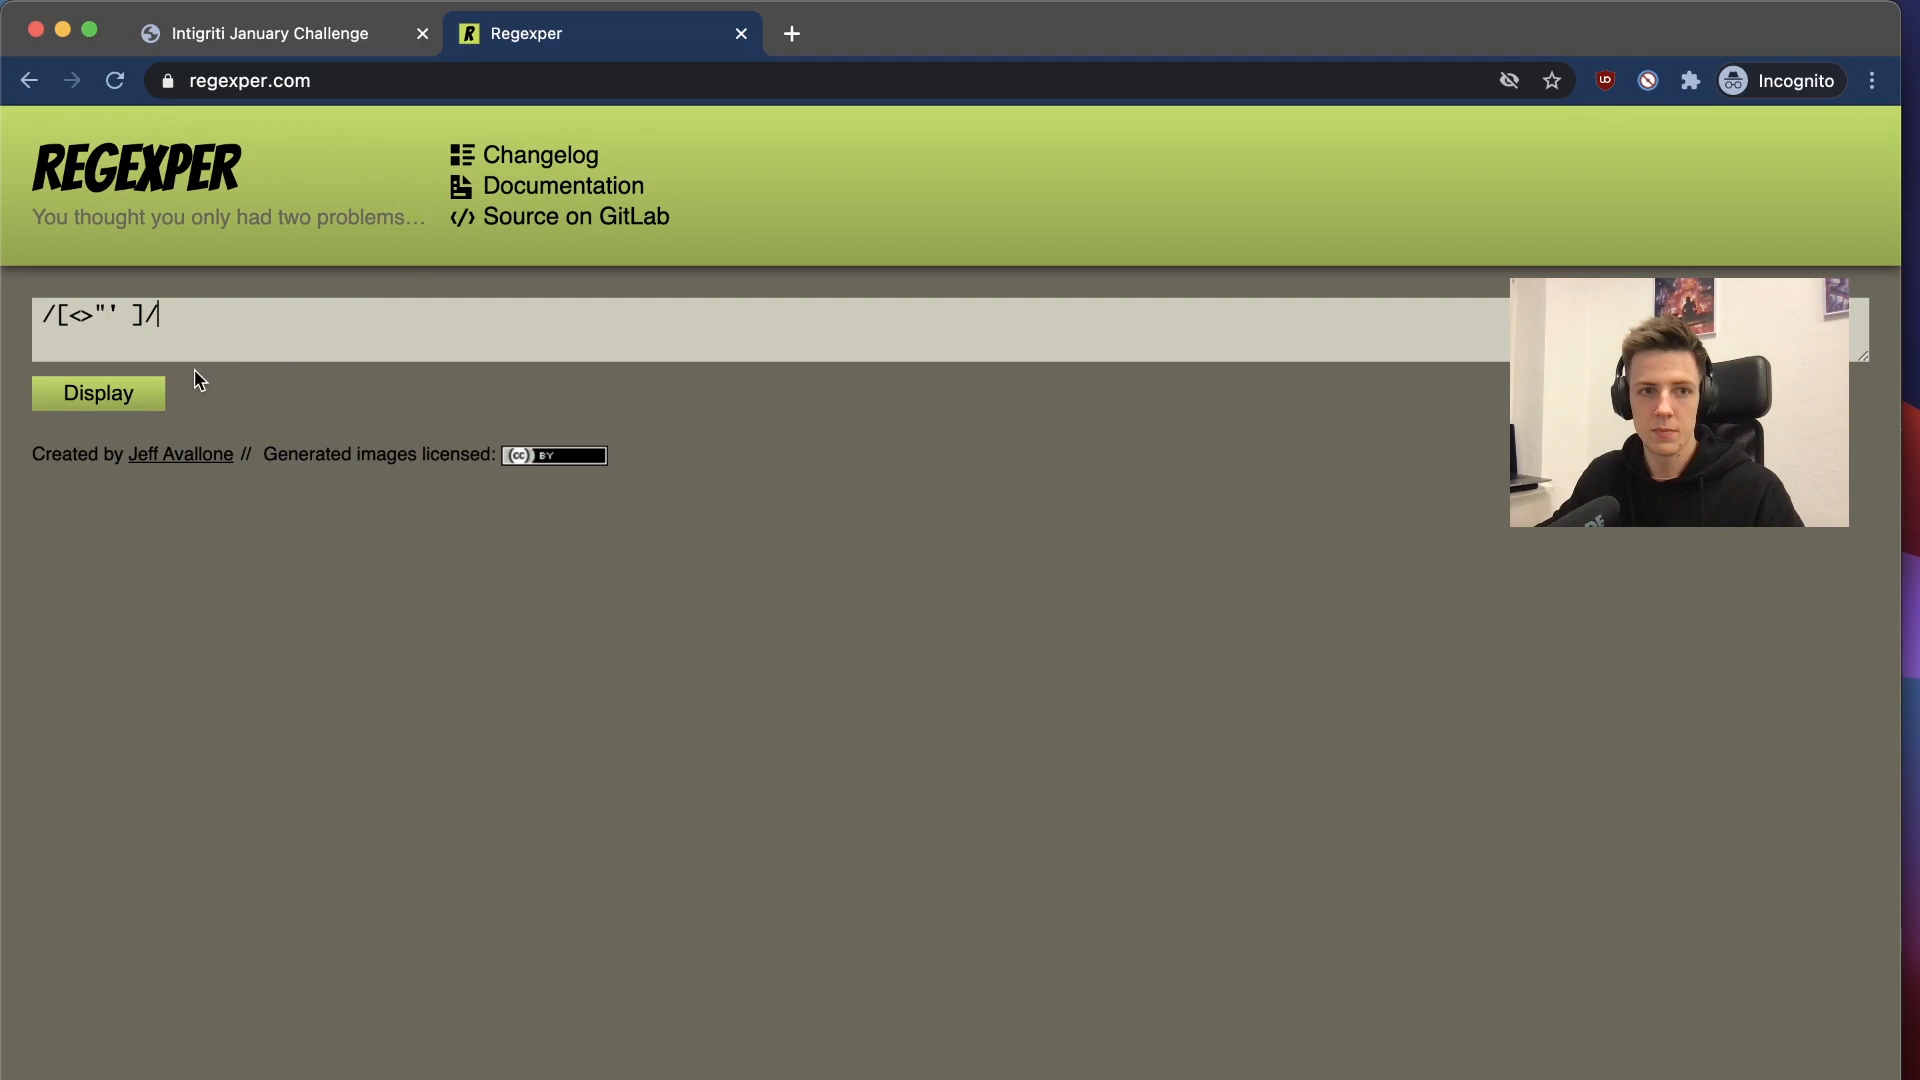 Intigriti January Challenge
Regexper
regexper.com
Incognito
REGEXPER
You thought you only had two problems...
Changelog
Documentation
Source on GitLab
/[<>"' ]/
Display
Created by Jeff Avallone // Generated images licensed: (cc) BY